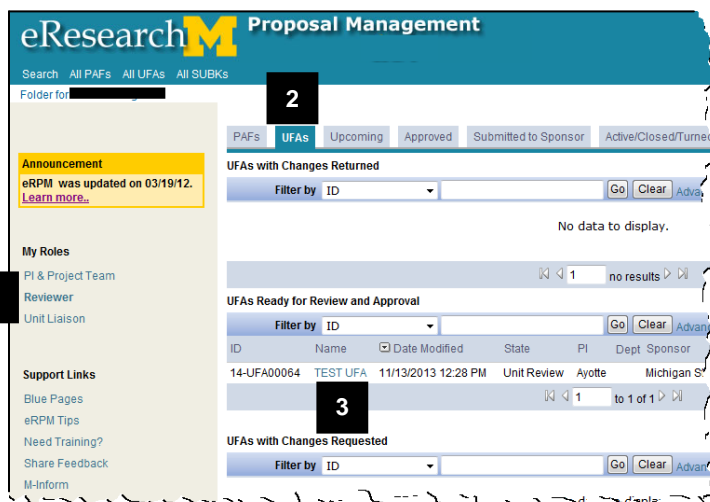 eResearch M Proposal Management
Search All PAFs All UFAs All SUBKs
Folder for
2
PAFs UFAs Upcoming Approved Submitted to Sponsor Active/Closed/Turned
Announcement
eRPM was updated on 03/19/12.
Learn more..
UFAs with Changes Returned
Filter by ID Go Clear
No data to display.
1 no results
My Roles
PI & Project Team
Reviewer
Unit Liaison
UFAs Ready for Review and Approval
Filter by ID Go Clear
ID Name Date Modified State PI Dept Sponsor
14-UFA00064 TEST UFA 11/13/2013 12:28 PM Unit Review Ayotte Michigan S
1 to 1 of 1
3
Support Links
Blue Pages
eRPM Tips
Need Training?
Share Feedback
M-Inform
UFAs with Changes Requested
Filter by ID Go Clear